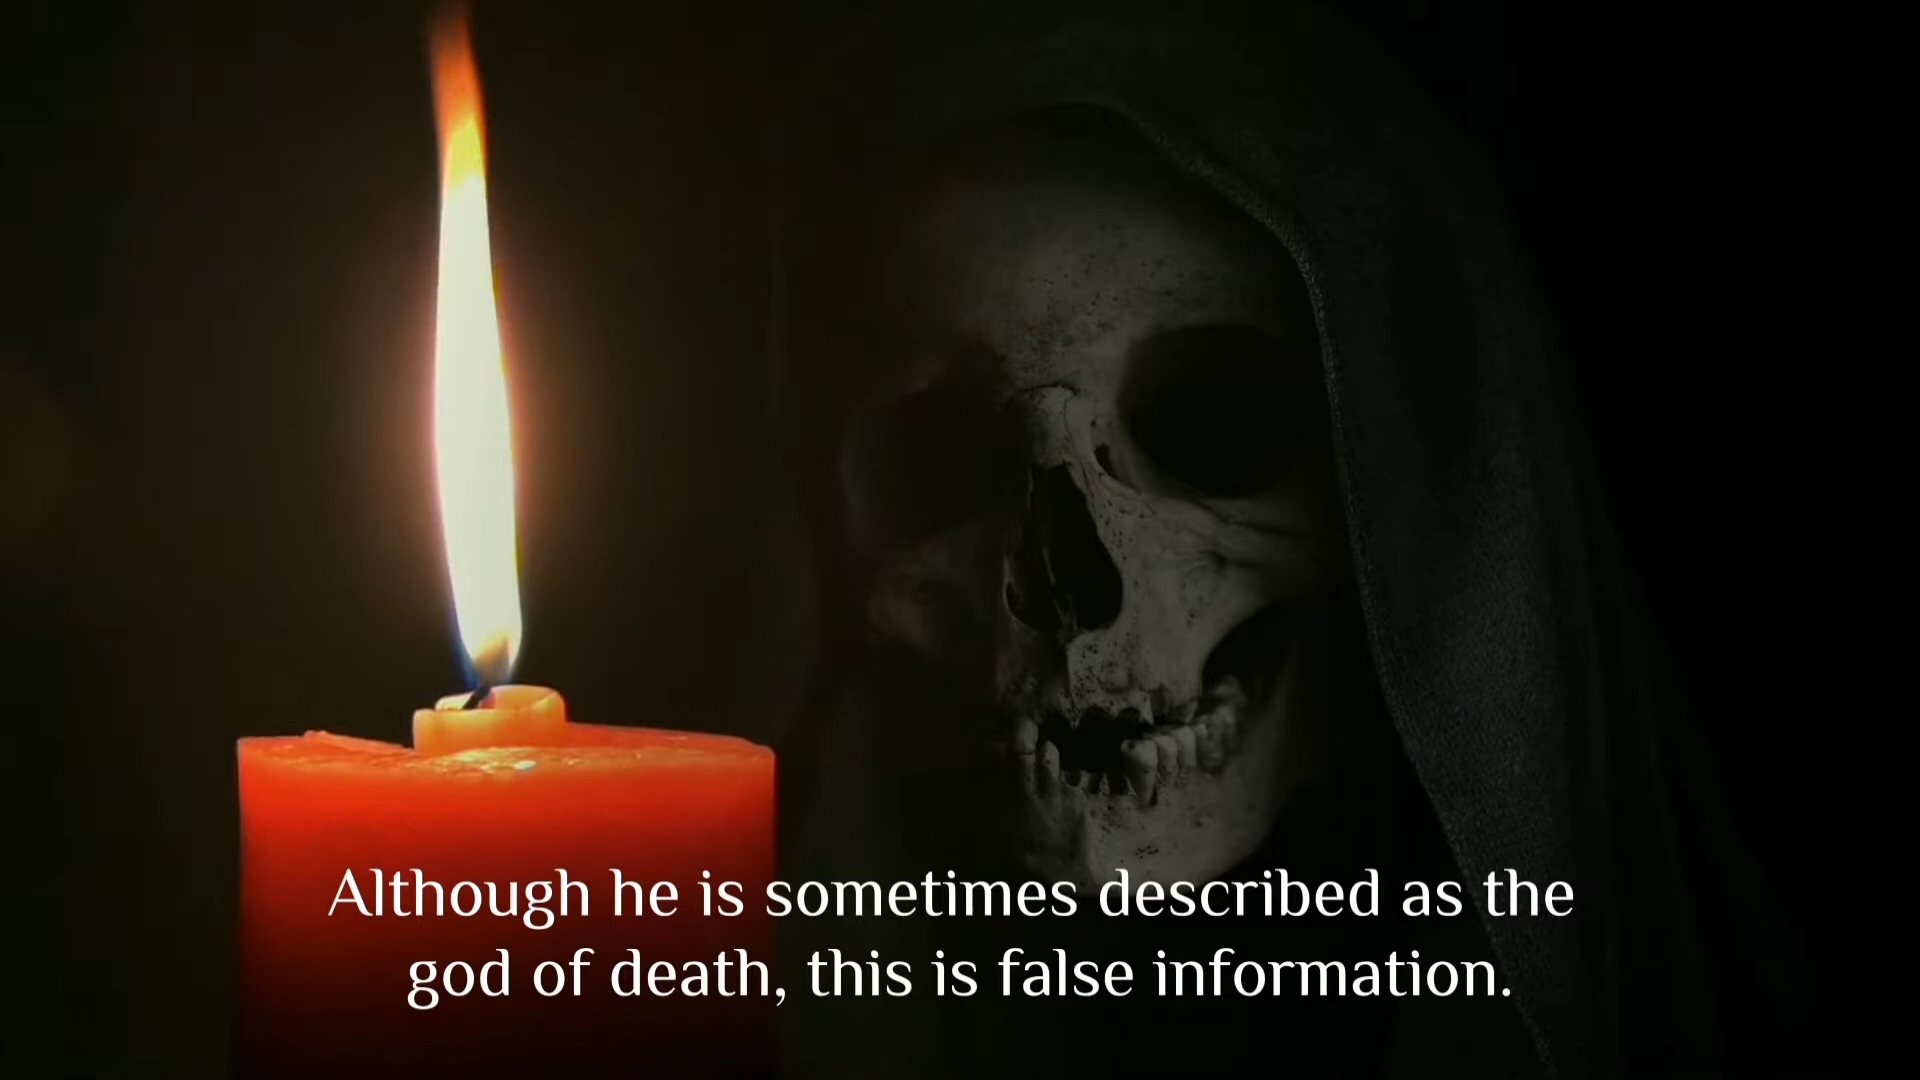 Although he is sometimes described as the
god of death, this is false information.